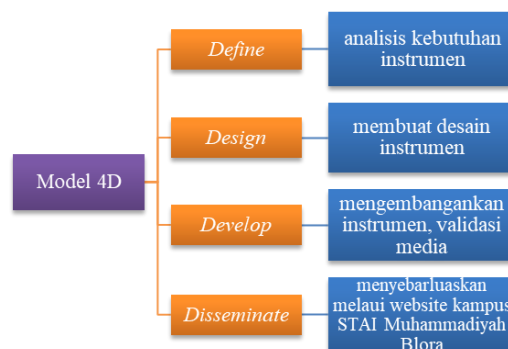 Model 4D
Define
analisis kebutuhan
instrumen
Design
membuat desain
instrumen
Develop
mengembangankan
instrumen, validasi
media
Disseminate
menyebarluaskan
melaui website kampus
STAI Muhammadiyah
Blora